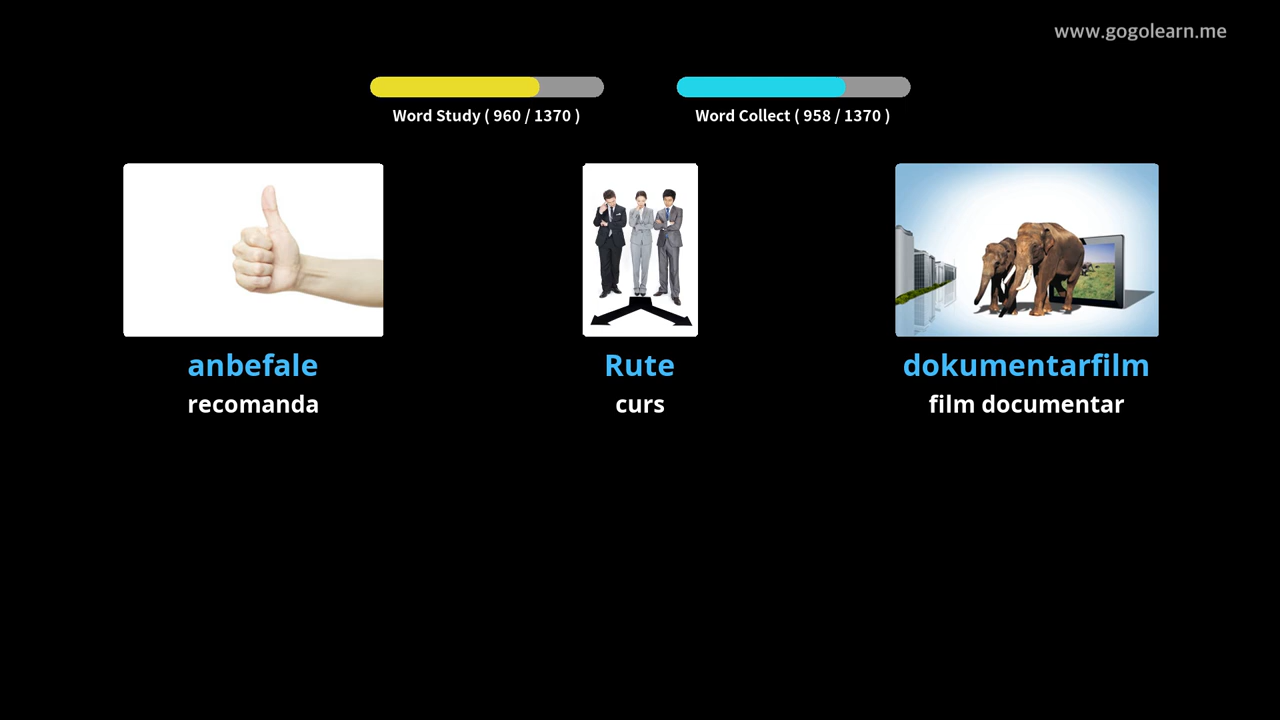 www.gogolearn.me
Word Study ( 960 / 1370 )
Word Collect ( 958 / 1370 )
anbefale
Rute
dokumentarfilm
recomanda
curs
film documentar